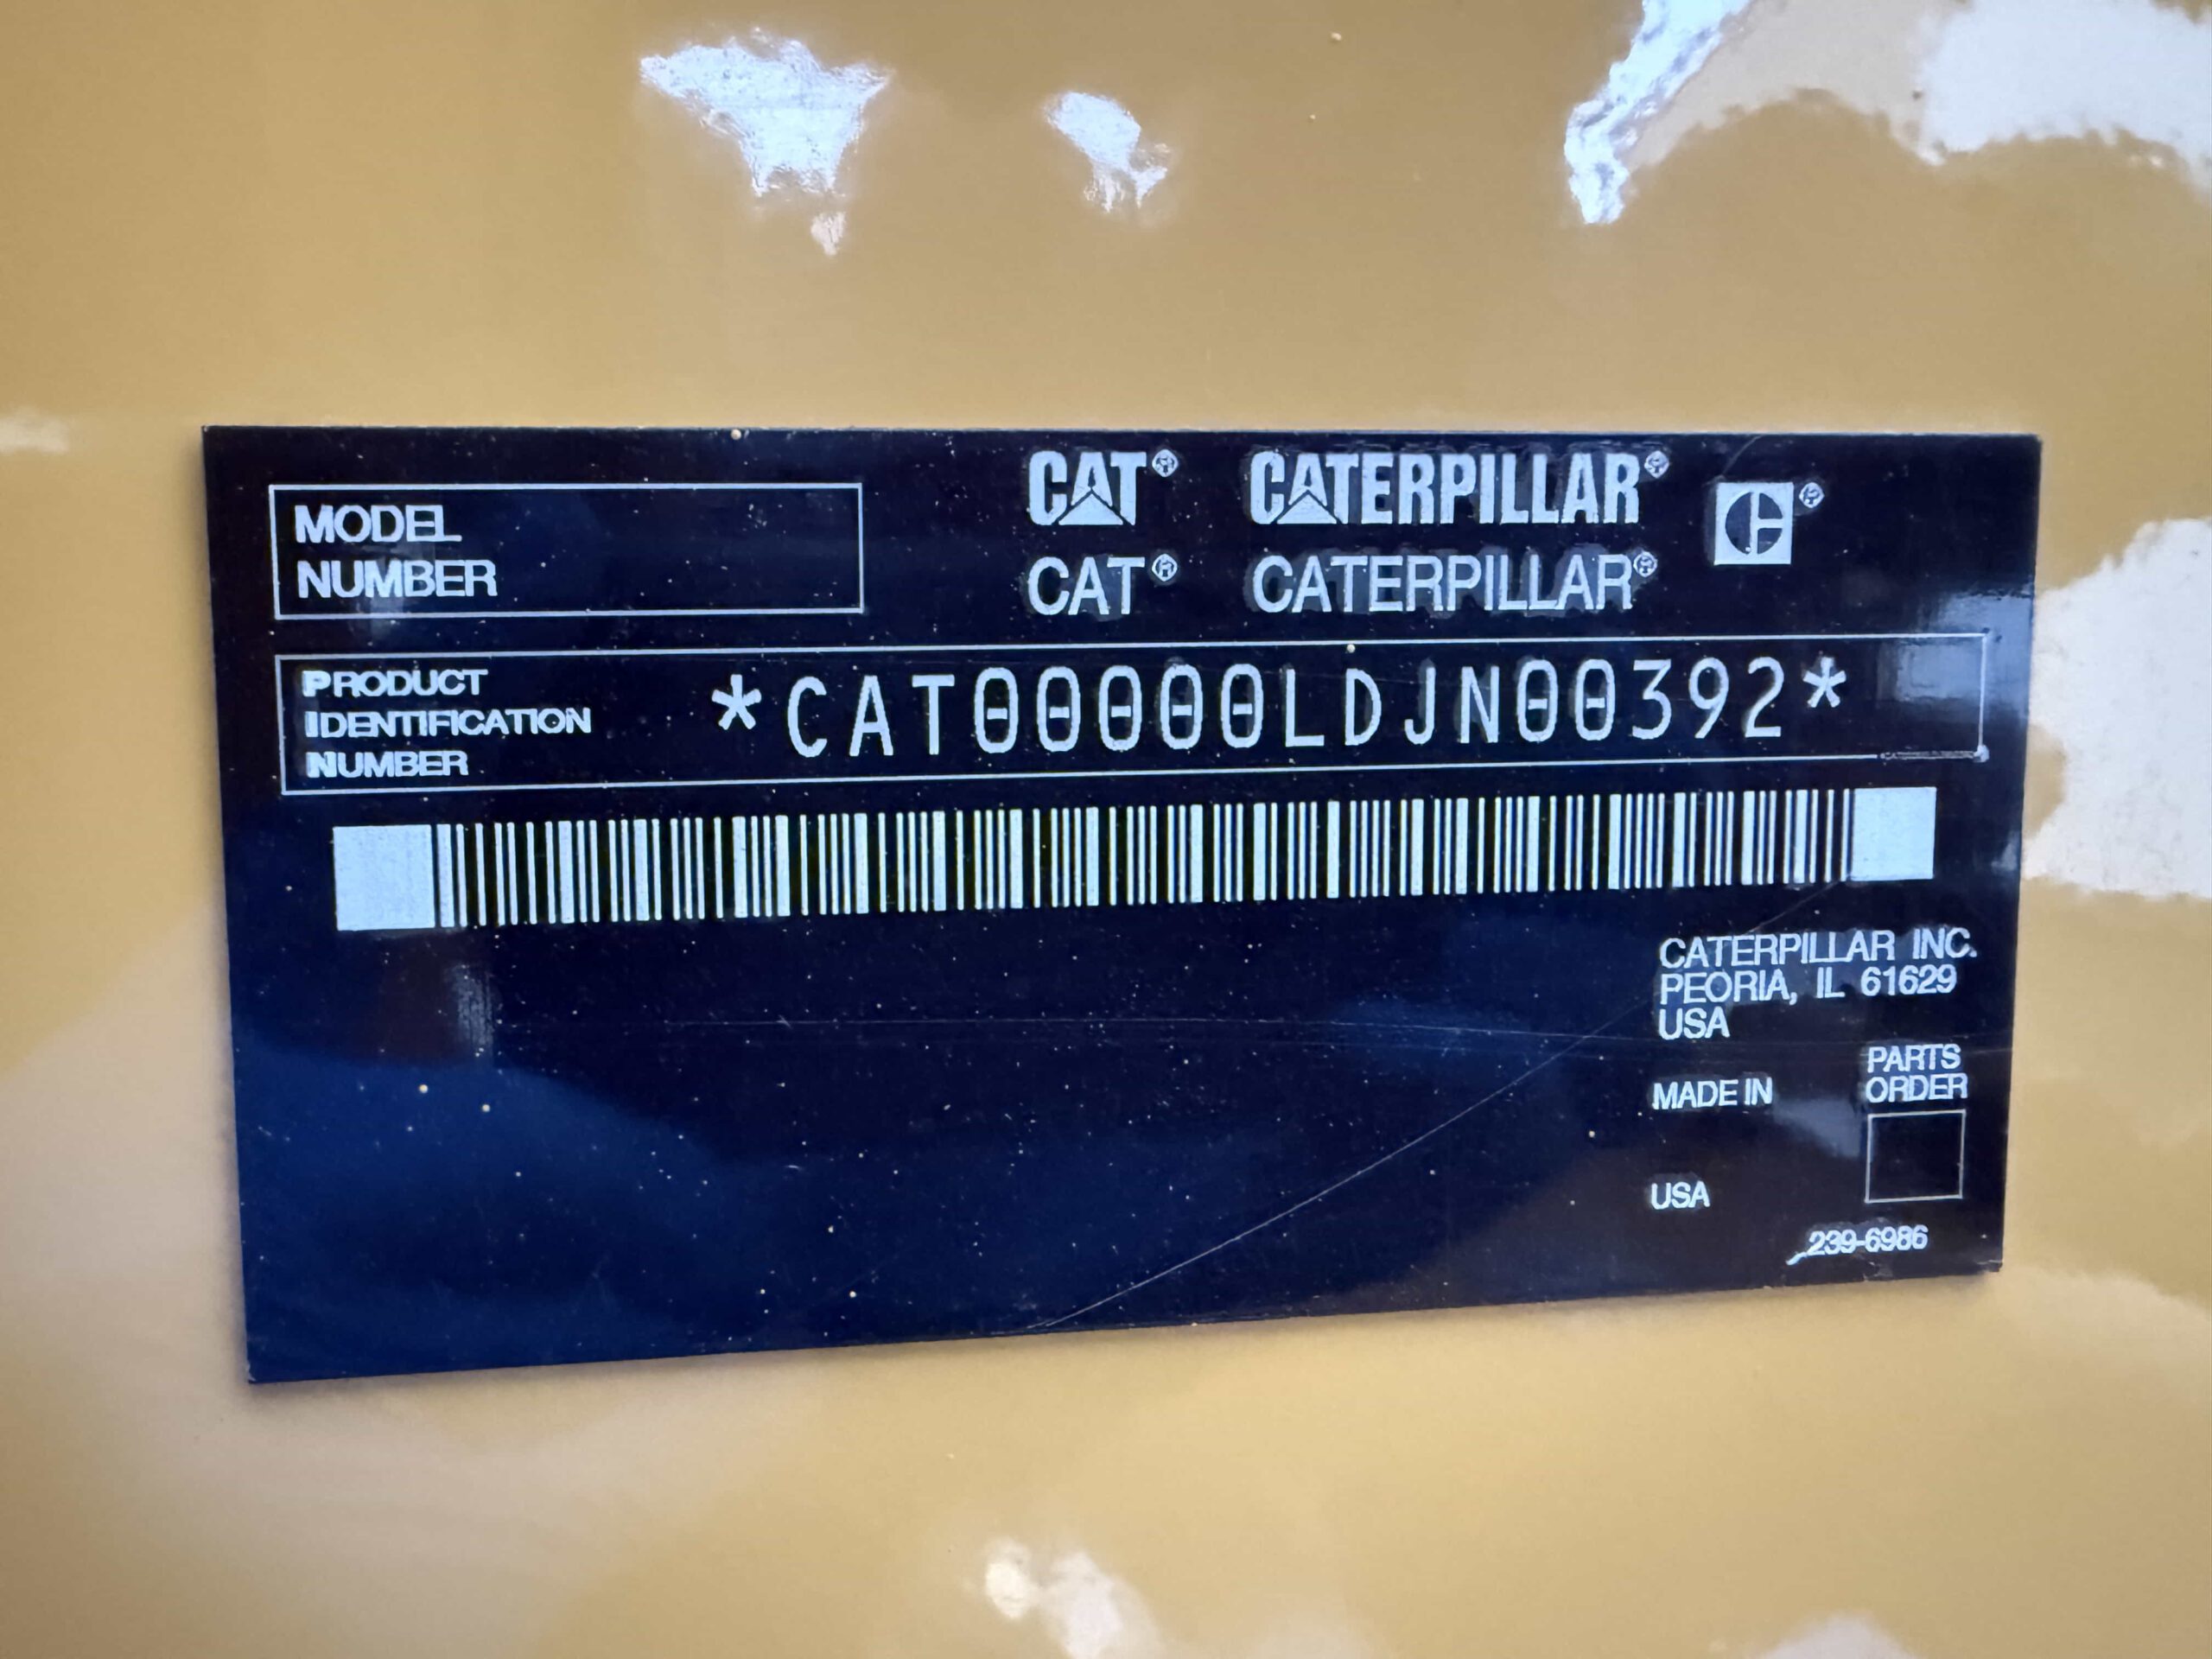 MODEL
NUMBER
CAT® CATERPILLAR® C®
CAT® CATERPILLAR®
PRODUCT
IDENTIFICATION
NUMBER
*CAT00000LDJN00392*
CATERPILLAR INC.
PEORIA, IL 61629
USA
MADE IN
USA
PARTS
ORDER
239-6986